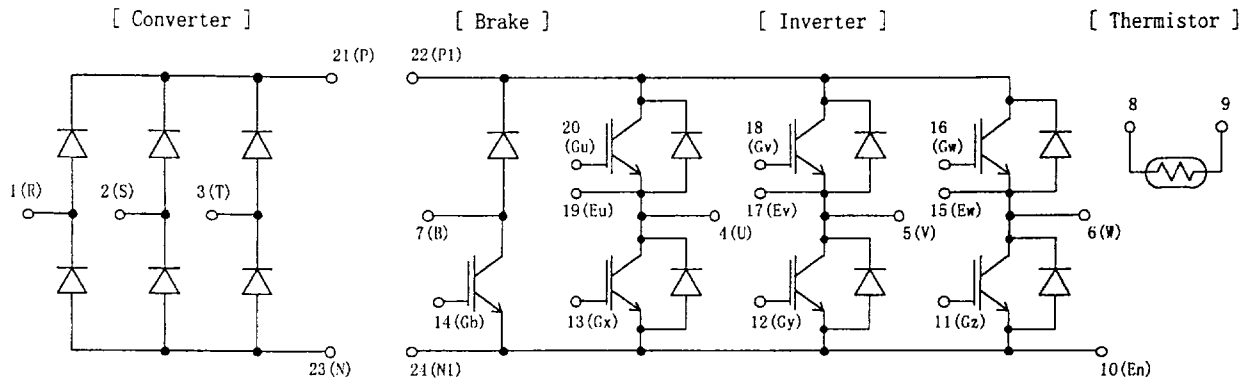 [ Converter ] [ Brake ] [ Inverter ] [ Thermistor ]
21(P) 22(P1)
8 9
20 (Gu) 18 (Gv) 16 (Gw)
1(R) 2(S) 3(T)
19(Eu) 17(Ev) 15(Ew)
7(B) 4(U) 5(V) 6(W)
14(Gb) 13(Gx) 12(Gy) 11(Gz)
23(N) 24(N1) 10(En)